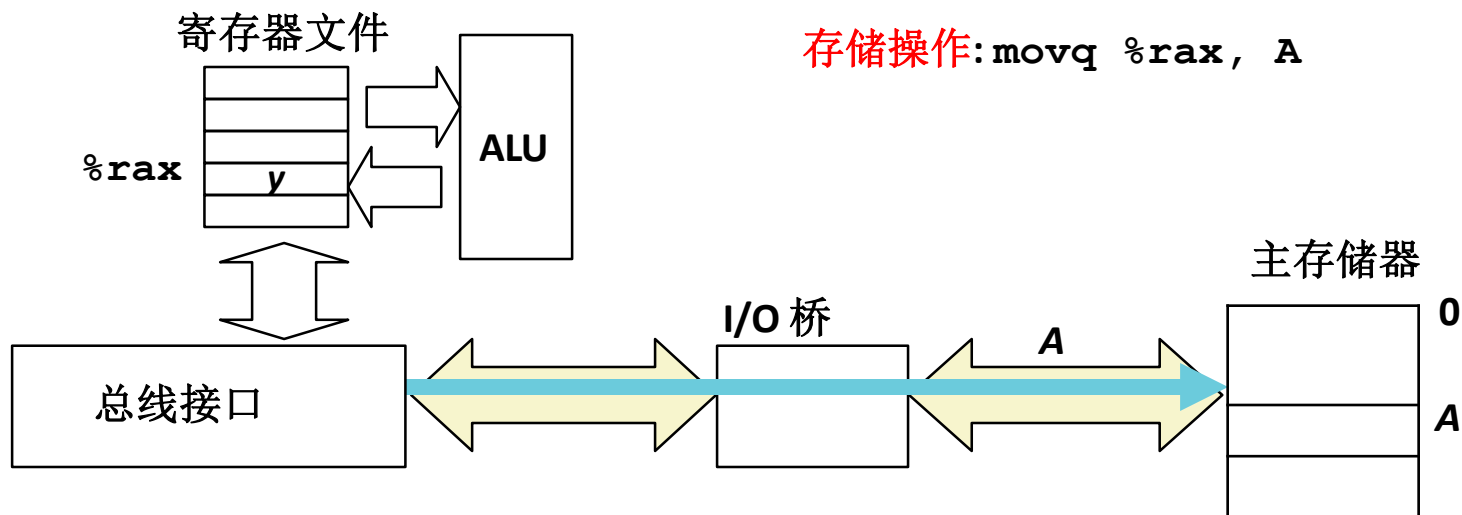 寄存器文件
存储操作:movq %rax, A
ALU
%rax
y
主存储器
I/O 桥
A
0
总线接口
A